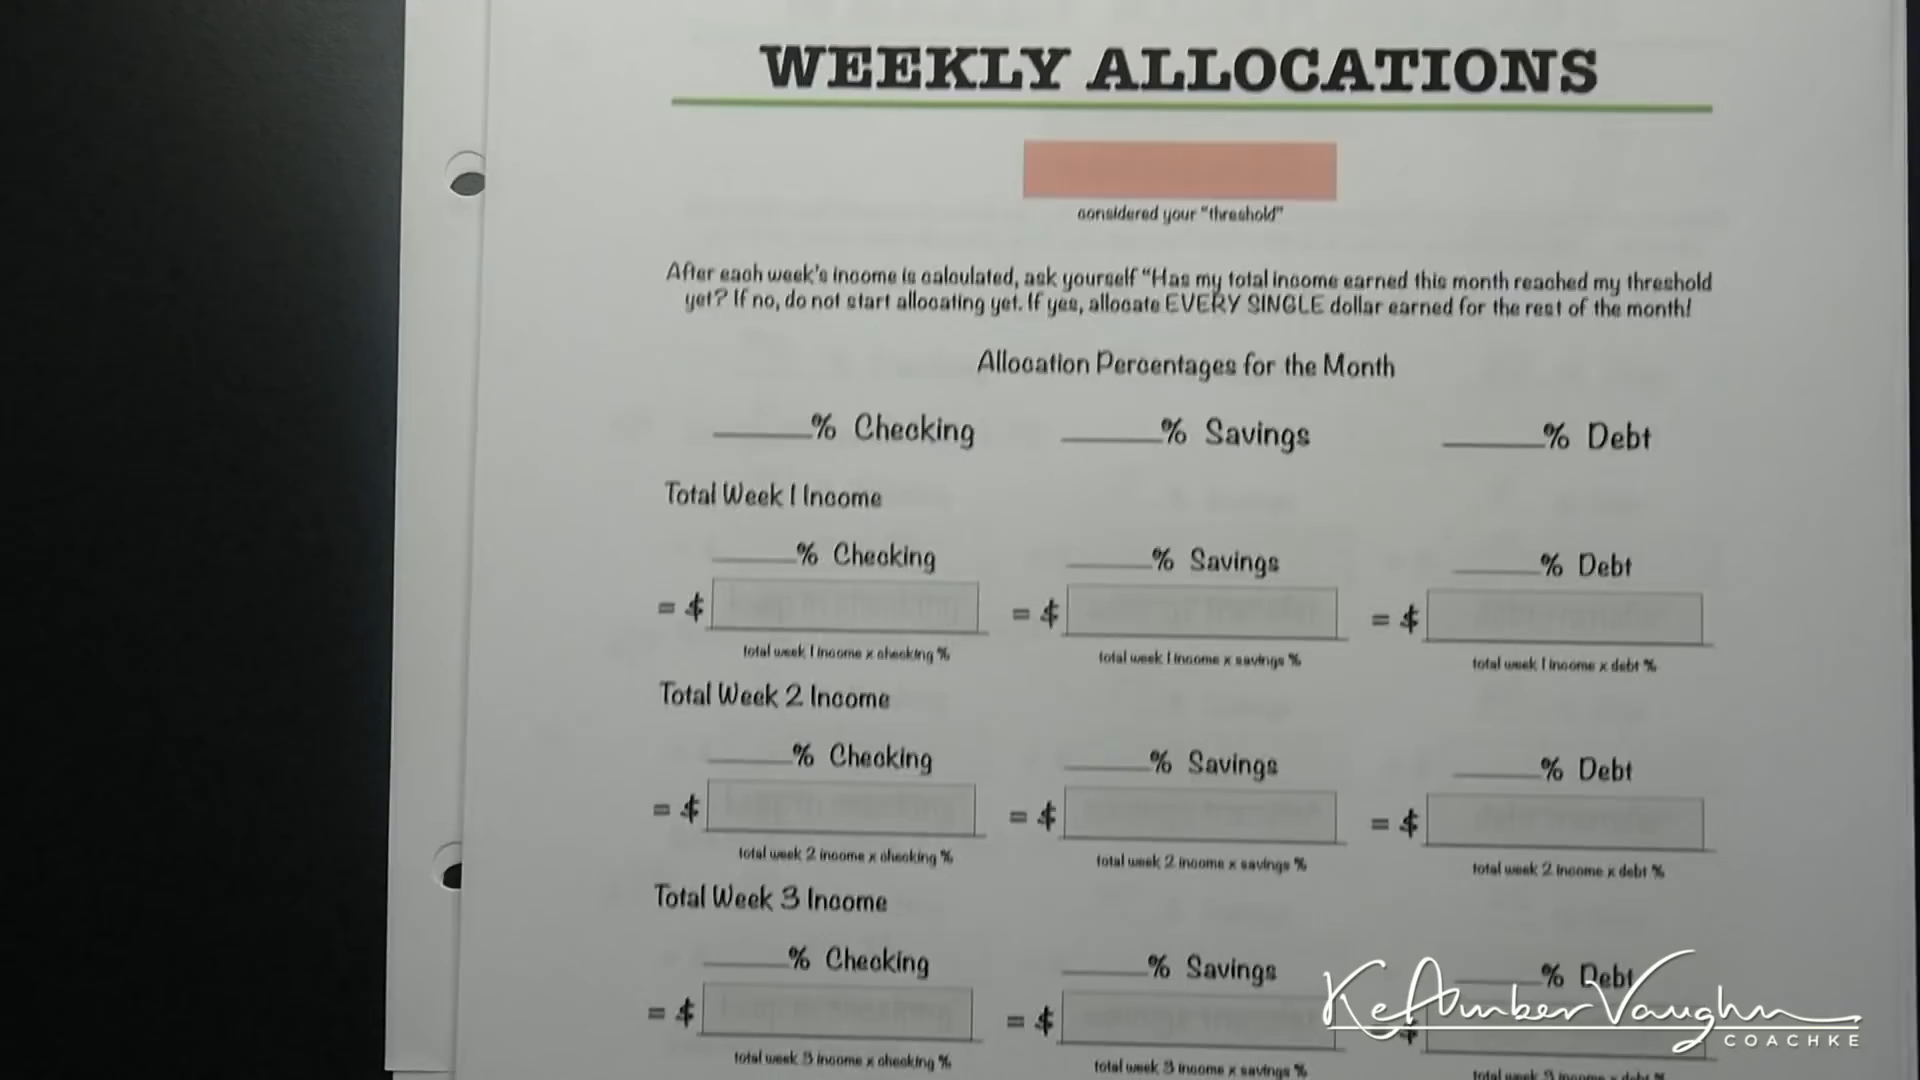 WEEKLY ALLOCATIONS
considered your "threshold"
After each week's income is calculated, ask yourself "Has my total income earned this month reached my threshold
yet? If no, do not start allocating yet. If yes, allocate EVERY SINGLE dollar earned for the rest of the month!
Allocation Percentages for the Month
% Checking % Savings % Debt
Total Week 1 Income
% Checking % Savings % Debt
= $ = $ = $
total week 1 income x checking % total week 1 income x savings % total week 1 income x debt %
Total Week 2 Income
% Checking % Savings % Debt
= $ = $ = $
total week 2 income x checking % total week 2 income x savings % total week 2 income x debt %
Total Week 3 Income
% Checking % Savings % Debt
= $ = $
total week 3 income x checking % total week 3 income x savings % total week 3 income x debt %
KeAmber Vaughn
COACHKE